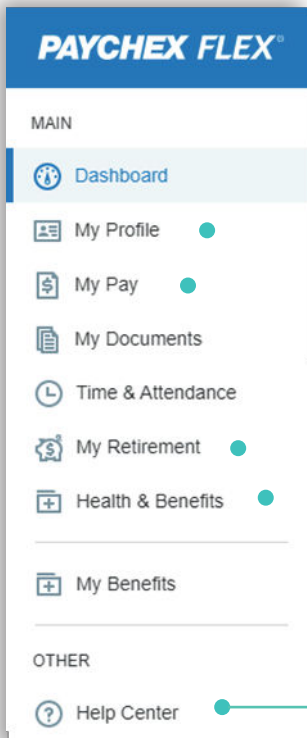 PAYCHEX FLEX®
MAIN
Dashboard
My Profile
My Pay
My Documents
Time & Attendance
My Retirement
Health & Benefits
My Benefits
OTHER
Help Center